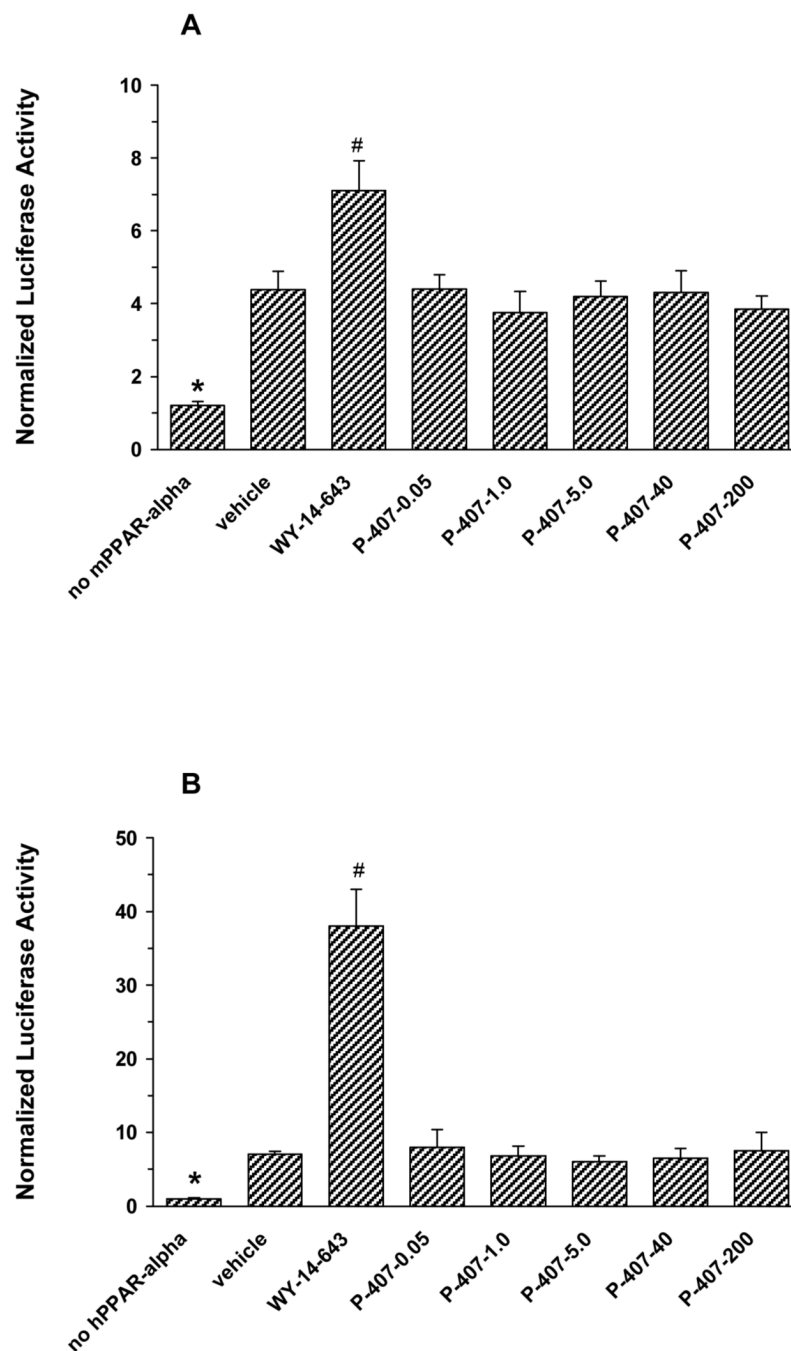 A
Normalized Luciferase Activity
10
8
6
4
2
0
*
#
no mPPAR-alpha
vehicle
WY-14-643
P-407-0.05
P-407-1.0
P-407-5.0
P-407-40
P-407-200
B
Normalized Luciferase Activity
50
40
30
20
10
0
*
#
no hPPAR-alpha
vehicle
WY-14-643
P-407-0.05
P-407-1.0
P-407-5.0
P-407-40
P-407-200